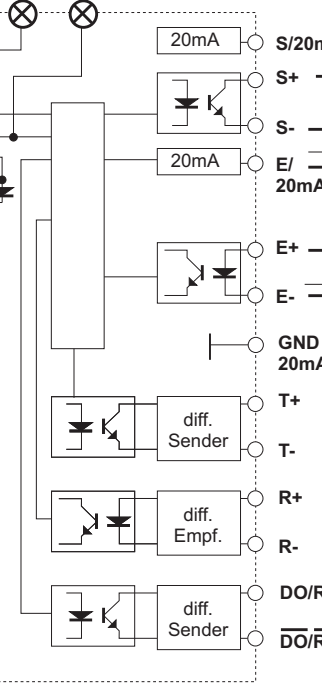 20mA
S/20m
S+
S-
20mA
E/
20mA
E+
E-
GND
20mA
T+
diff.
Sender
T-
R+
diff.
Empf.
R-
DO/R
diff.
Sender
DO/R